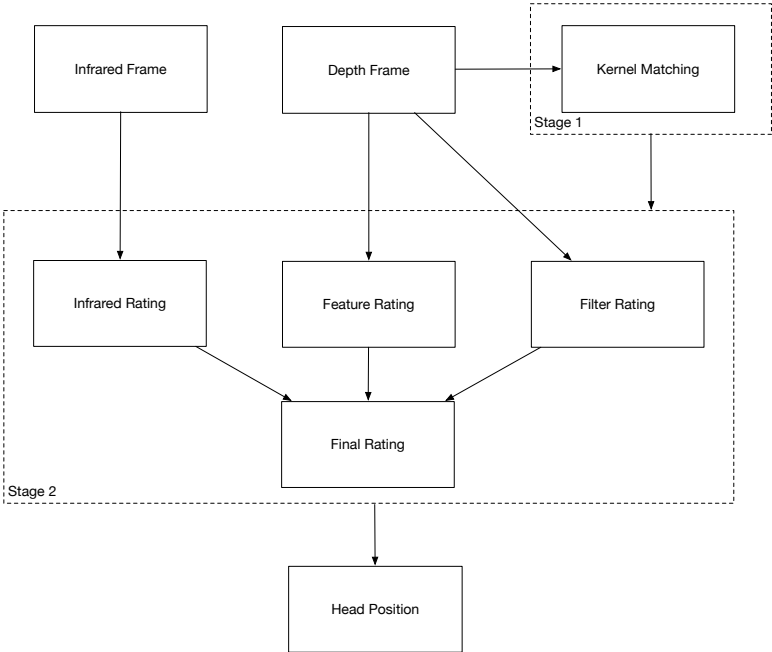 Infrared Frame
Depth Frame
Kernel Matching
Stage 1
Infrared Rating
Feature Rating
Filter Rating
Final Rating
Stage 2
Head Position